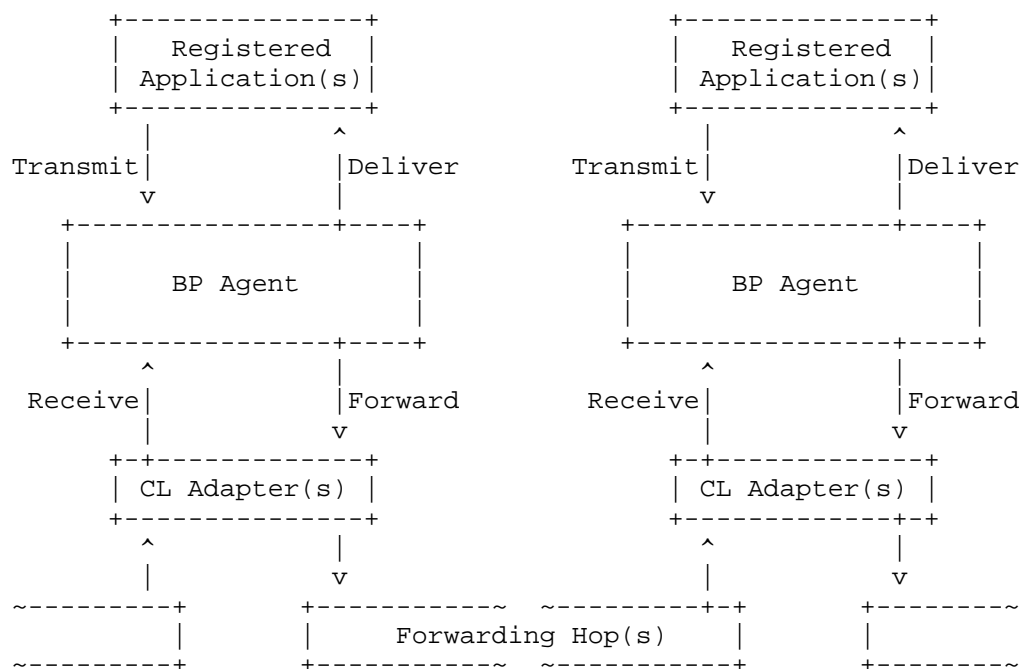 Registered Registered
Application(s) Application(s)
Transmit Deliver Transmit Deliver
BP Agent BP Agent
Receive Forward Receive Forward
CL Adapter(s) CL Adapter(s)
Forwarding Hop(s)